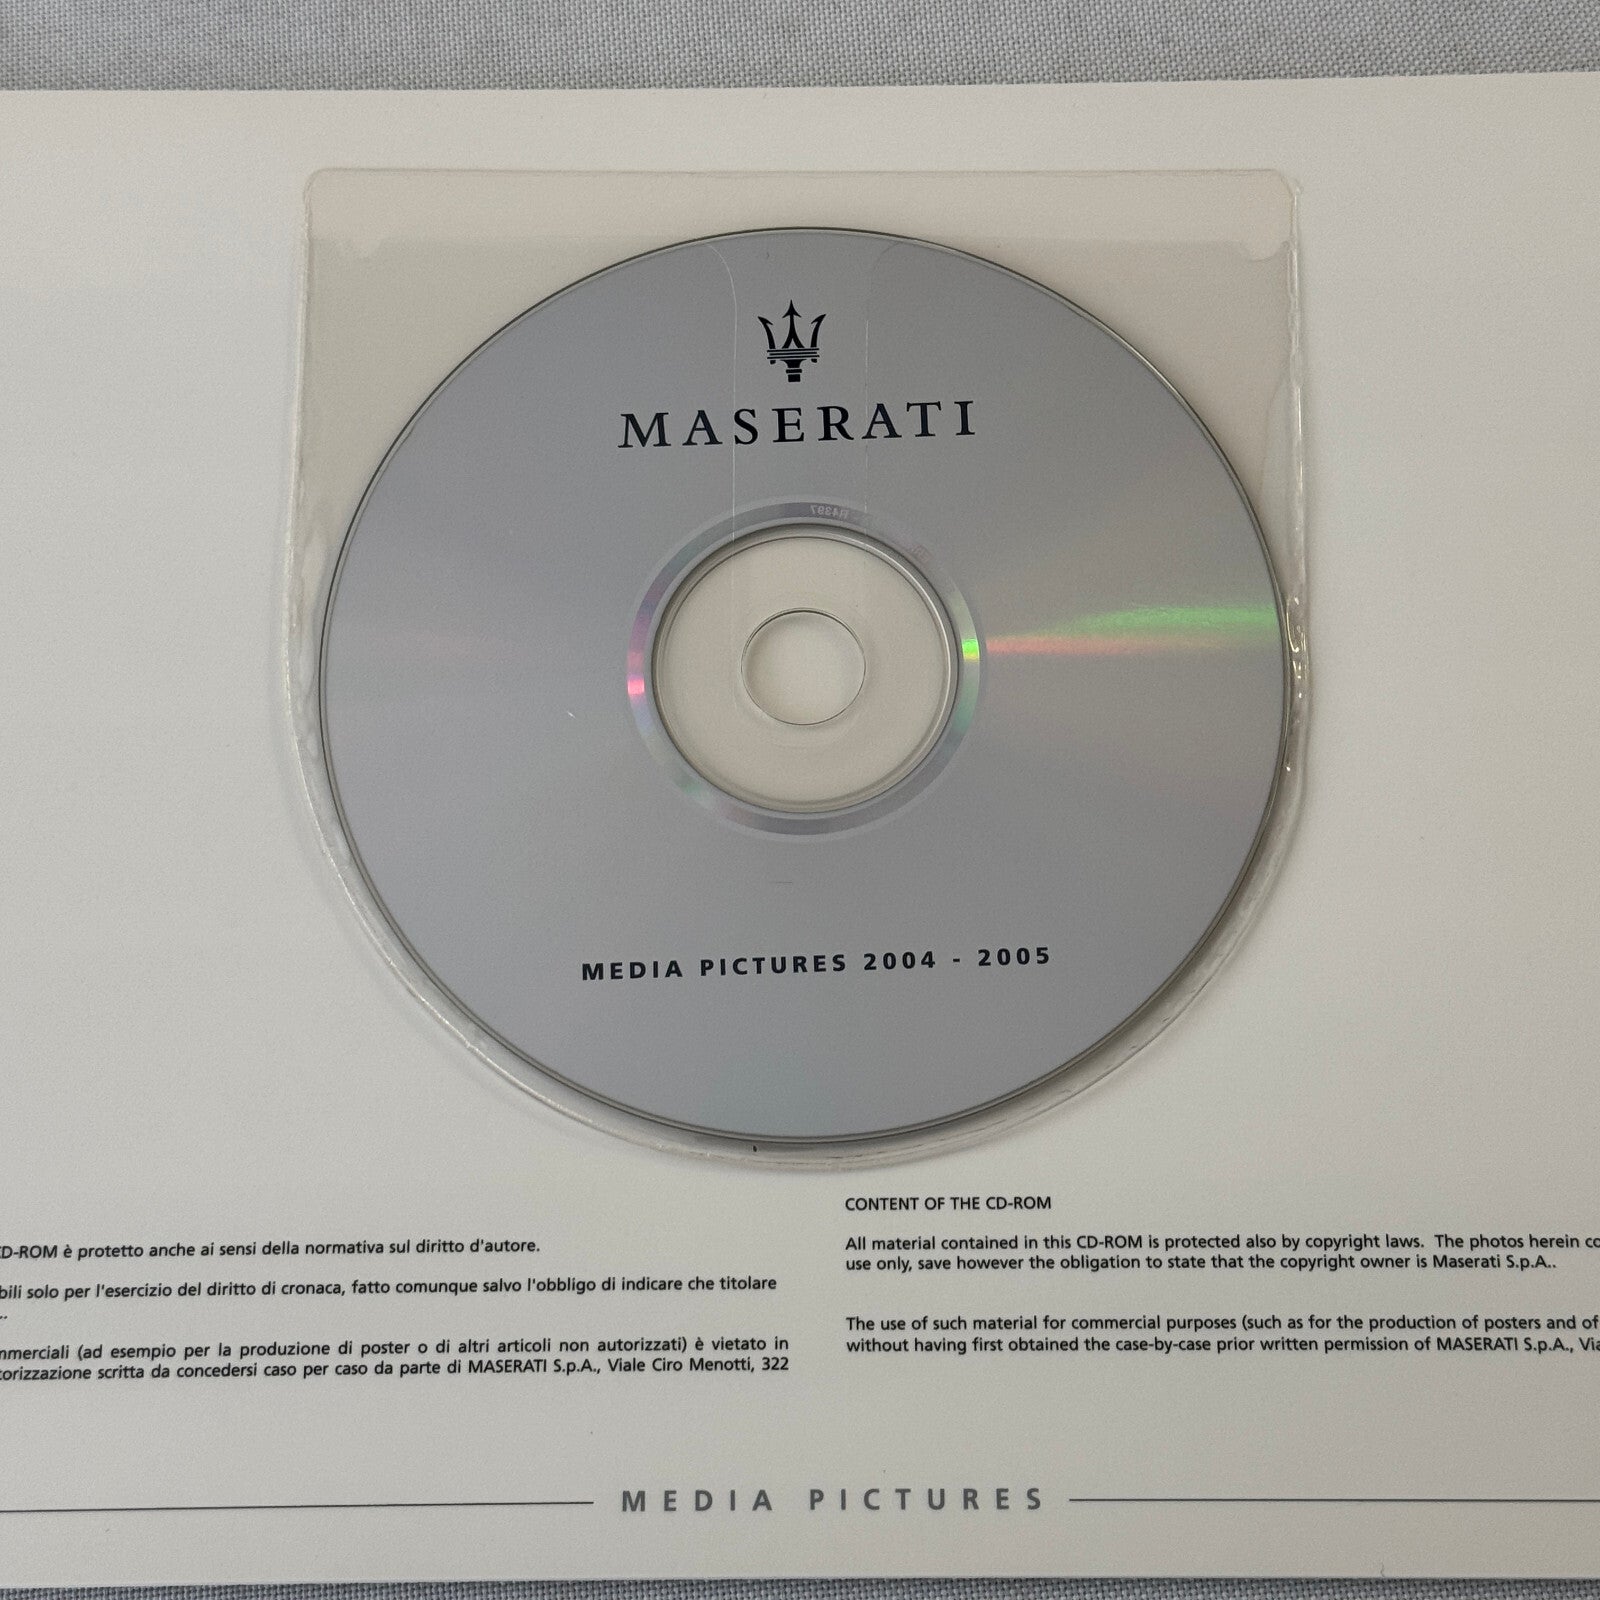 MASERATI
R4397
MEDIA PICTURES 2004 - 2005
CD-ROM è protetto anche ai sensi della normativa sul diritto d'autore.
solo per l'esercizio del diritto di cronaca, fatto comunque salvo l'obbligo di indicare che titolare
(ad esempio per la produzione di poster o di altri articoli non autorizzati) è vietato in
scritta da concedersi caso per caso da parte di MASERATI S.p.A., Viale Ciro Menotti, 322
CONTENT OF THE CD-ROM
All material contained in this CD-ROM is protected also by copyright laws. The photos herein
use only, save however the obligation to state that the copyright owner is Maserati S.p.A..
The use of such material for commercial purposes (such as for the production of posters and of
without having first obtained the case-by-case prior written permission of MASERATI S.p.A.,
MEDIA PICTURES